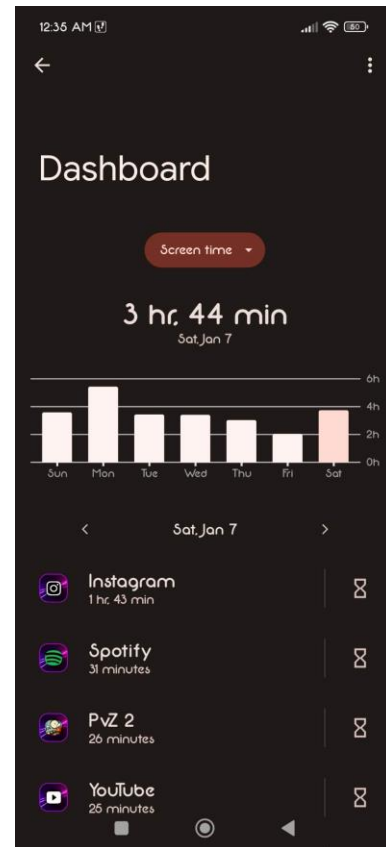 12:35 AM
60
Dashboard
Screen time
3 hr, 44 min
Sat, Jan 7
6h
4h
2h
0h
Sun Mon Tue Wed Thu Fri Sat
Sat, Jan 7
Instagram
1 hr, 43 min
Spotify
31 minutes
PvZ 2
26 minutes
YouTube
25 minutes